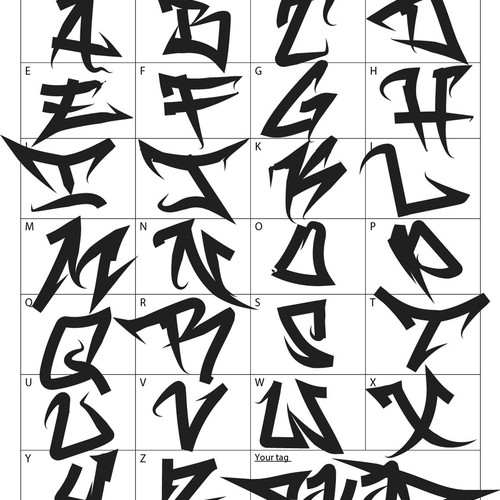 A B C D
E F G H
E F G H
I J K L
I J K L
M N O P
M N O P
Q R S T
Q R S T
U V W X
U V W X
Y Z Your tag
Y Z